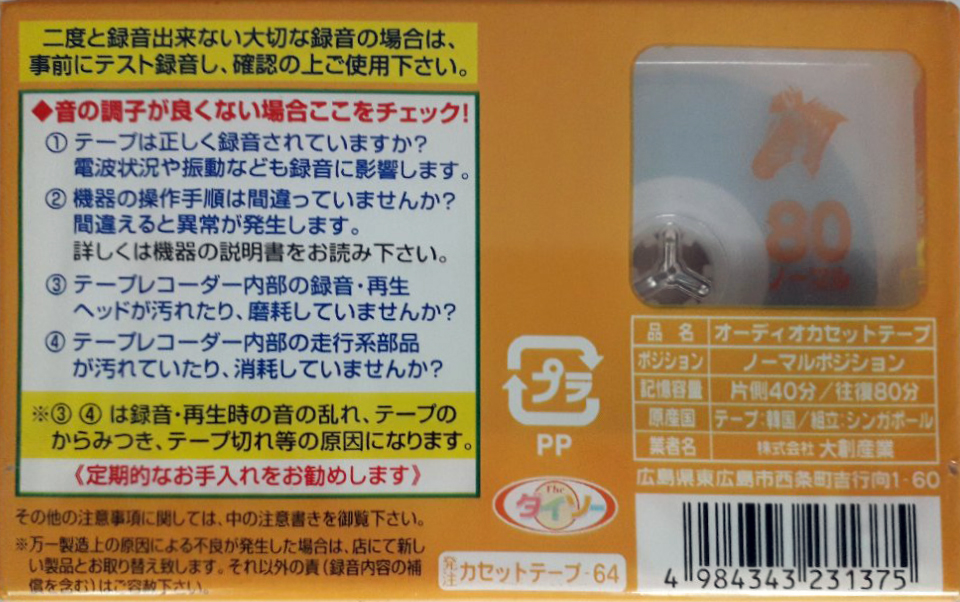 二度と録音出来ない大切な録音の場合は、
事前にテスト録音し、確認の上ご使用下さい。
◆音の調子が良くない場合ここをチェック!
① テープは正しく録音されていますか?
電波状況や振動なども録音に影響します。
② 機器の操作手順は間違っていませんか?
間違えると異常が発生します。
詳しくは機器の説明書をお読み下さい。
③ テープレコーダー内部の録音・再生
ヘッドが汚れたり、磨耗していませんか?
④ テープレコーダー内部の走行系部品
が汚れていたり、消耗していませんか?
※③ ④ は録音・再生時の音の乱れ、テープの
からみつき、テープ切れ等の原因になります。
《定期的なお手入れをお勧めします》
その他の注意事項に関しては、中の注意書きを御覧下さい。
※万一製造上の原因による不良が発生した場合は、店にて新し
い製品とお取り替え致します。それ以外の責(録音内容の補
償を含む)はご容赦下さい。
80
ノーマル
プラ
PP
The
ダイソー
発注 カセットテープ-64
品名 オーディオカセットテープ
ポジション ノーマルポジション
記憶容量 片側40分/往復80分
原産国 テープ:韓国/組立:シンガポール
業者名 株式会社 大創産業
広島県東広島市西条町吉行向1-60
4 984343 231375